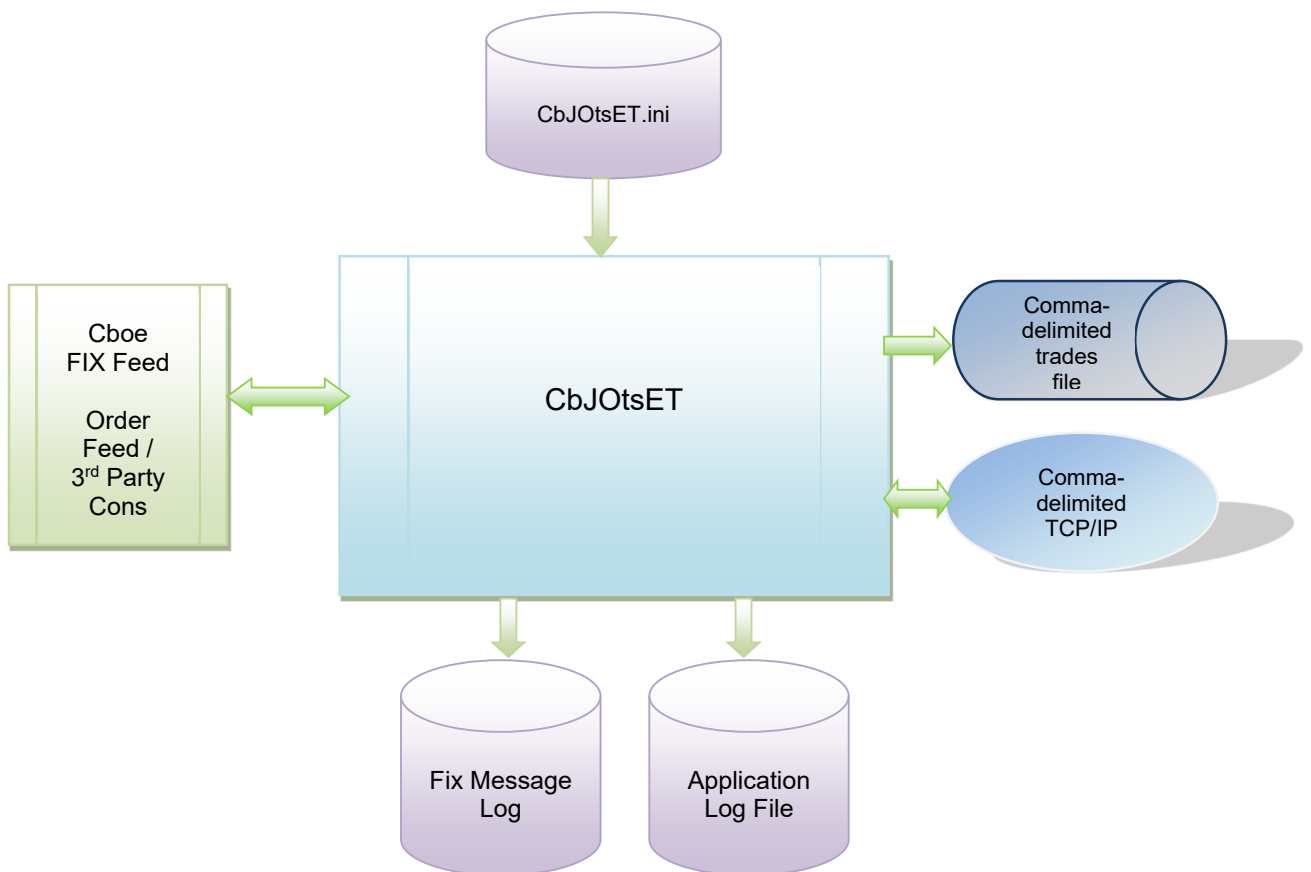 CbJOtsET.ini
Cboe
FIX Feed
Order
Feed /
3rd Party
Cons
CbJOtsET
Comma-
delimited
trades
file
Comma-
delimited
TCP/IP
Fix Message
Log
Application
Log File